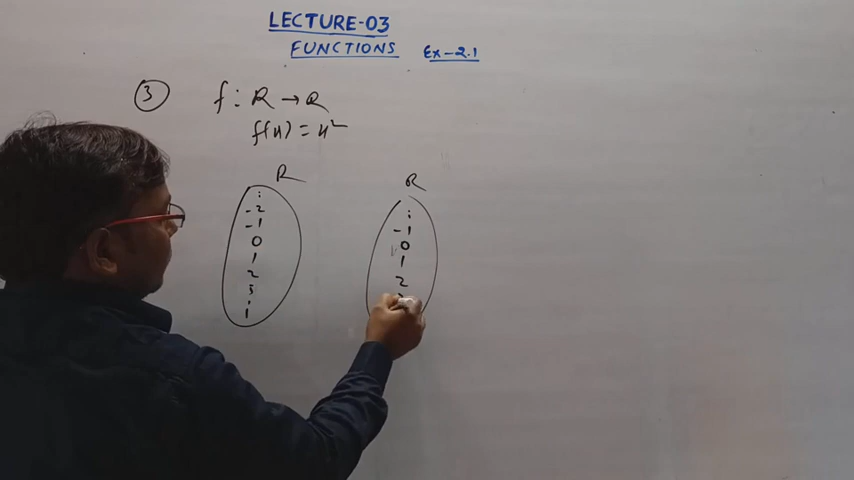 LECTURE-03
FUNCTIONS Ex-2.1
3 f: R → R
f(x) = x²
R
:
-2
-1
0
1
2
3
:
R
:
-1
0
1
2